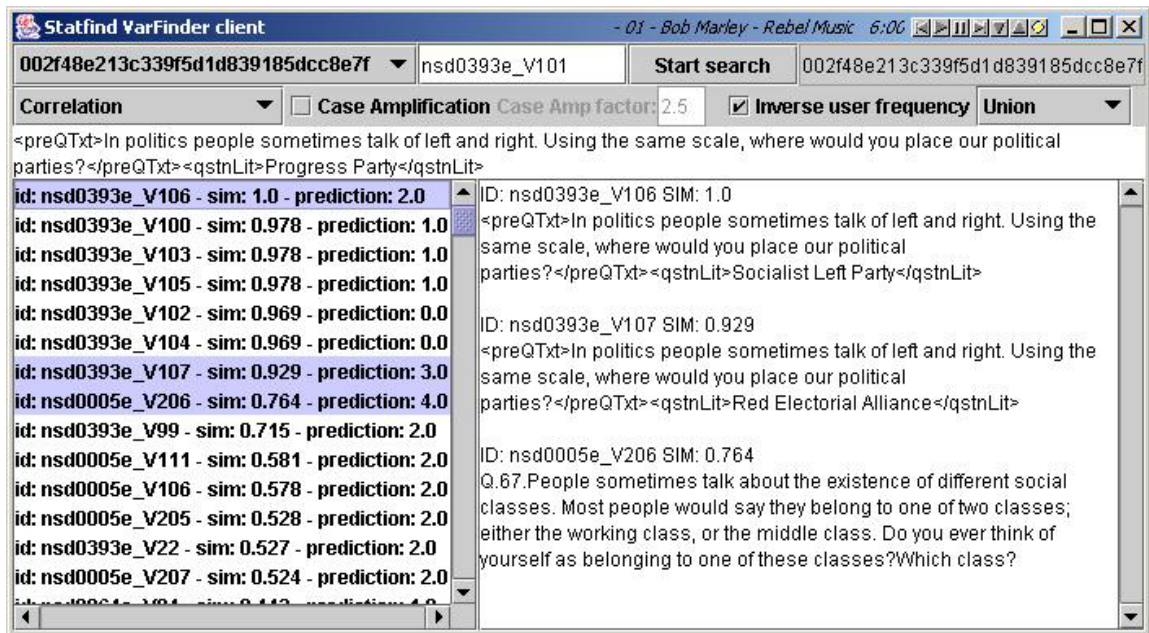 Statfind VarFinder client
- 01 - Bob Marley - Rebel Music 6:06
002f48e213c339f5d1d839185dcc8e7f
nsd0393e_V101
Start search
002f48e213c339f5d1d839185dcc8e7f
Correlation
Case Amplification Case Amp factor: 2.5
Inverse user frequency
Union
<preQTxt>In politics people sometimes talk of left and right. Using the same scale, where would you place our political
parties?</preQTxt><qstnLit>Progress Party</qstnLit>
id: nsd0393e_V106 - sim: 1.0 - prediction: 2.0
id: nsd0393e_V100 - sim: 0.978 - prediction: 1.0
id: nsd0393e_V103 - sim: 0.978 - prediction: 1.0
id: nsd0393e_V105 - sim: 0.978 - prediction: 1.0
id: nsd0393e_V102 - sim: 0.969 - prediction: 0.0
id: nsd0393e_V104 - sim: 0.969 - prediction: 0.0
id: nsd0393e_V107 - sim: 0.929 - prediction: 3.0
id: nsd0005e_V206 - sim: 0.764 - prediction: 4.0
id: nsd0393e_V99 - sim: 0.715 - prediction: 2.0
id: nsd0005e_V111 - sim: 0.581 - prediction: 2.0
id: nsd0005e_V106 - sim: 0.578 - prediction: 2.0
id: nsd0005e_V205 - sim: 0.528 - prediction: 2.0
id: nsd0393e_V22 - sim: 0.527 - prediction: 2.0
id: nsd0005e_V207 - sim: 0.524 - prediction: 2.0
ID: nsd0393e_V106 SIM: 1.0
<preQTxt>In politics people sometimes talk of left and right. Using the
same scale, where would you place our political
parties?</preQTxt><qstnLit>Socialist Left Party</qstnLit>
ID: nsd0393e_V107 SIM: 0.929
<preQTxt>In politics people sometimes talk of left and right. Using the
same scale, where would you place our political
parties?</preQTxt><qstnLit>Red Electorial Alliance</qstnLit>
ID: nsd0005e_V206 SIM: 0.764
Q.67.People sometimes talk about the existence of different social
classes. Most people would say they belong to one of two classes;
either the working class, or the middle class. Do you ever think of
yourself as belonging to one of these classes?Which class?